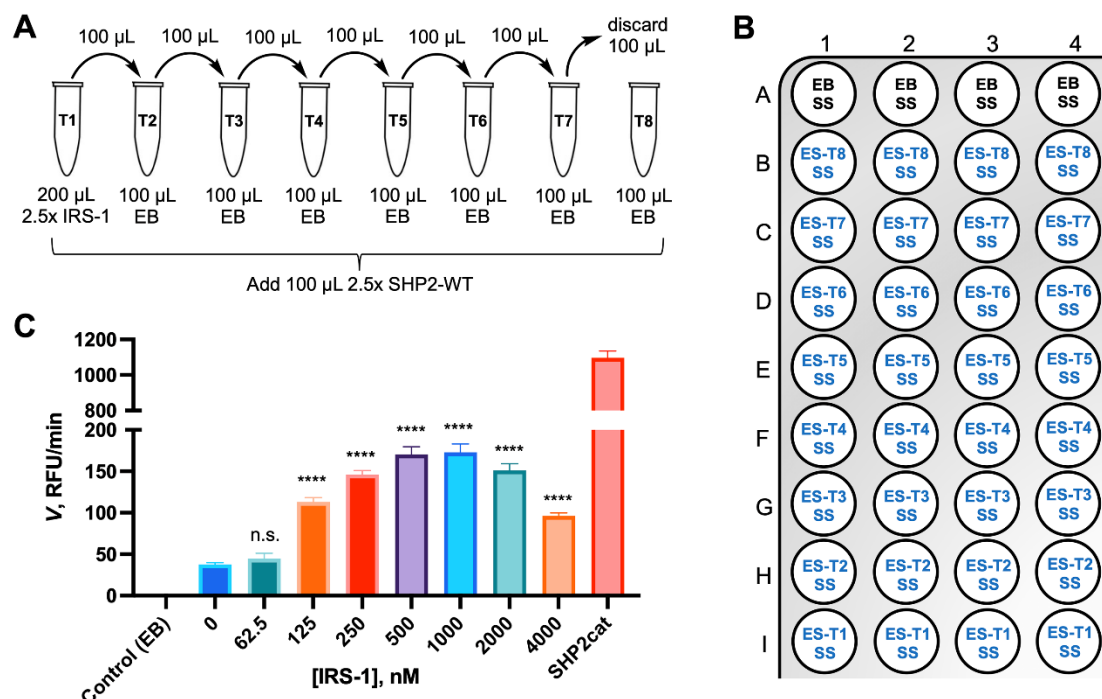 A
100 µL 100 µL 100 µL 100 µL 100 µL 100 µL discard
100 µL
T1 T2 T3 T4 T5 T6 T7 T8
200 µL 100 µL 100 µL 100 µL 100 µL 100 µL 100 µL 100 µL
2.5x IRS-1 EB EB EB EB EB EB EB
Add 100 µL 2.5x SHP2-WT
B
1 2 3 4
A EB EB EB EB
SS SS SS SS
B ES-T8 ES-T8 ES-T8 ES-T8
SS SS SS SS
C ES-T7 ES-T7 ES-T7 ES-T7
SS SS SS SS
D ES-T6 ES-T6 ES-T6 ES-T6
SS SS SS SS
E ES-T5 ES-T5 ES-T5 ES-T5
SS SS SS SS
F ES-T4 ES-T4 ES-T4 ES-T4
SS SS SS SS
G ES-T3 ES-T3 ES-T3 ES-T3
SS SS SS SS
H ES-T2 ES-T2 ES-T2 ES-T2
SS SS SS SS
I ES-T1 ES-T1 ES-T1 ES-T1
SS SS SS SS
C
V, RFU/min
1200
1000
800
200
150
100
50
0
n.s. **** **** **** **** **** ****
Control (EB) 0 62.5 125 250 500 1000 2000 4000 SHP2cat
[IRS-1], nM